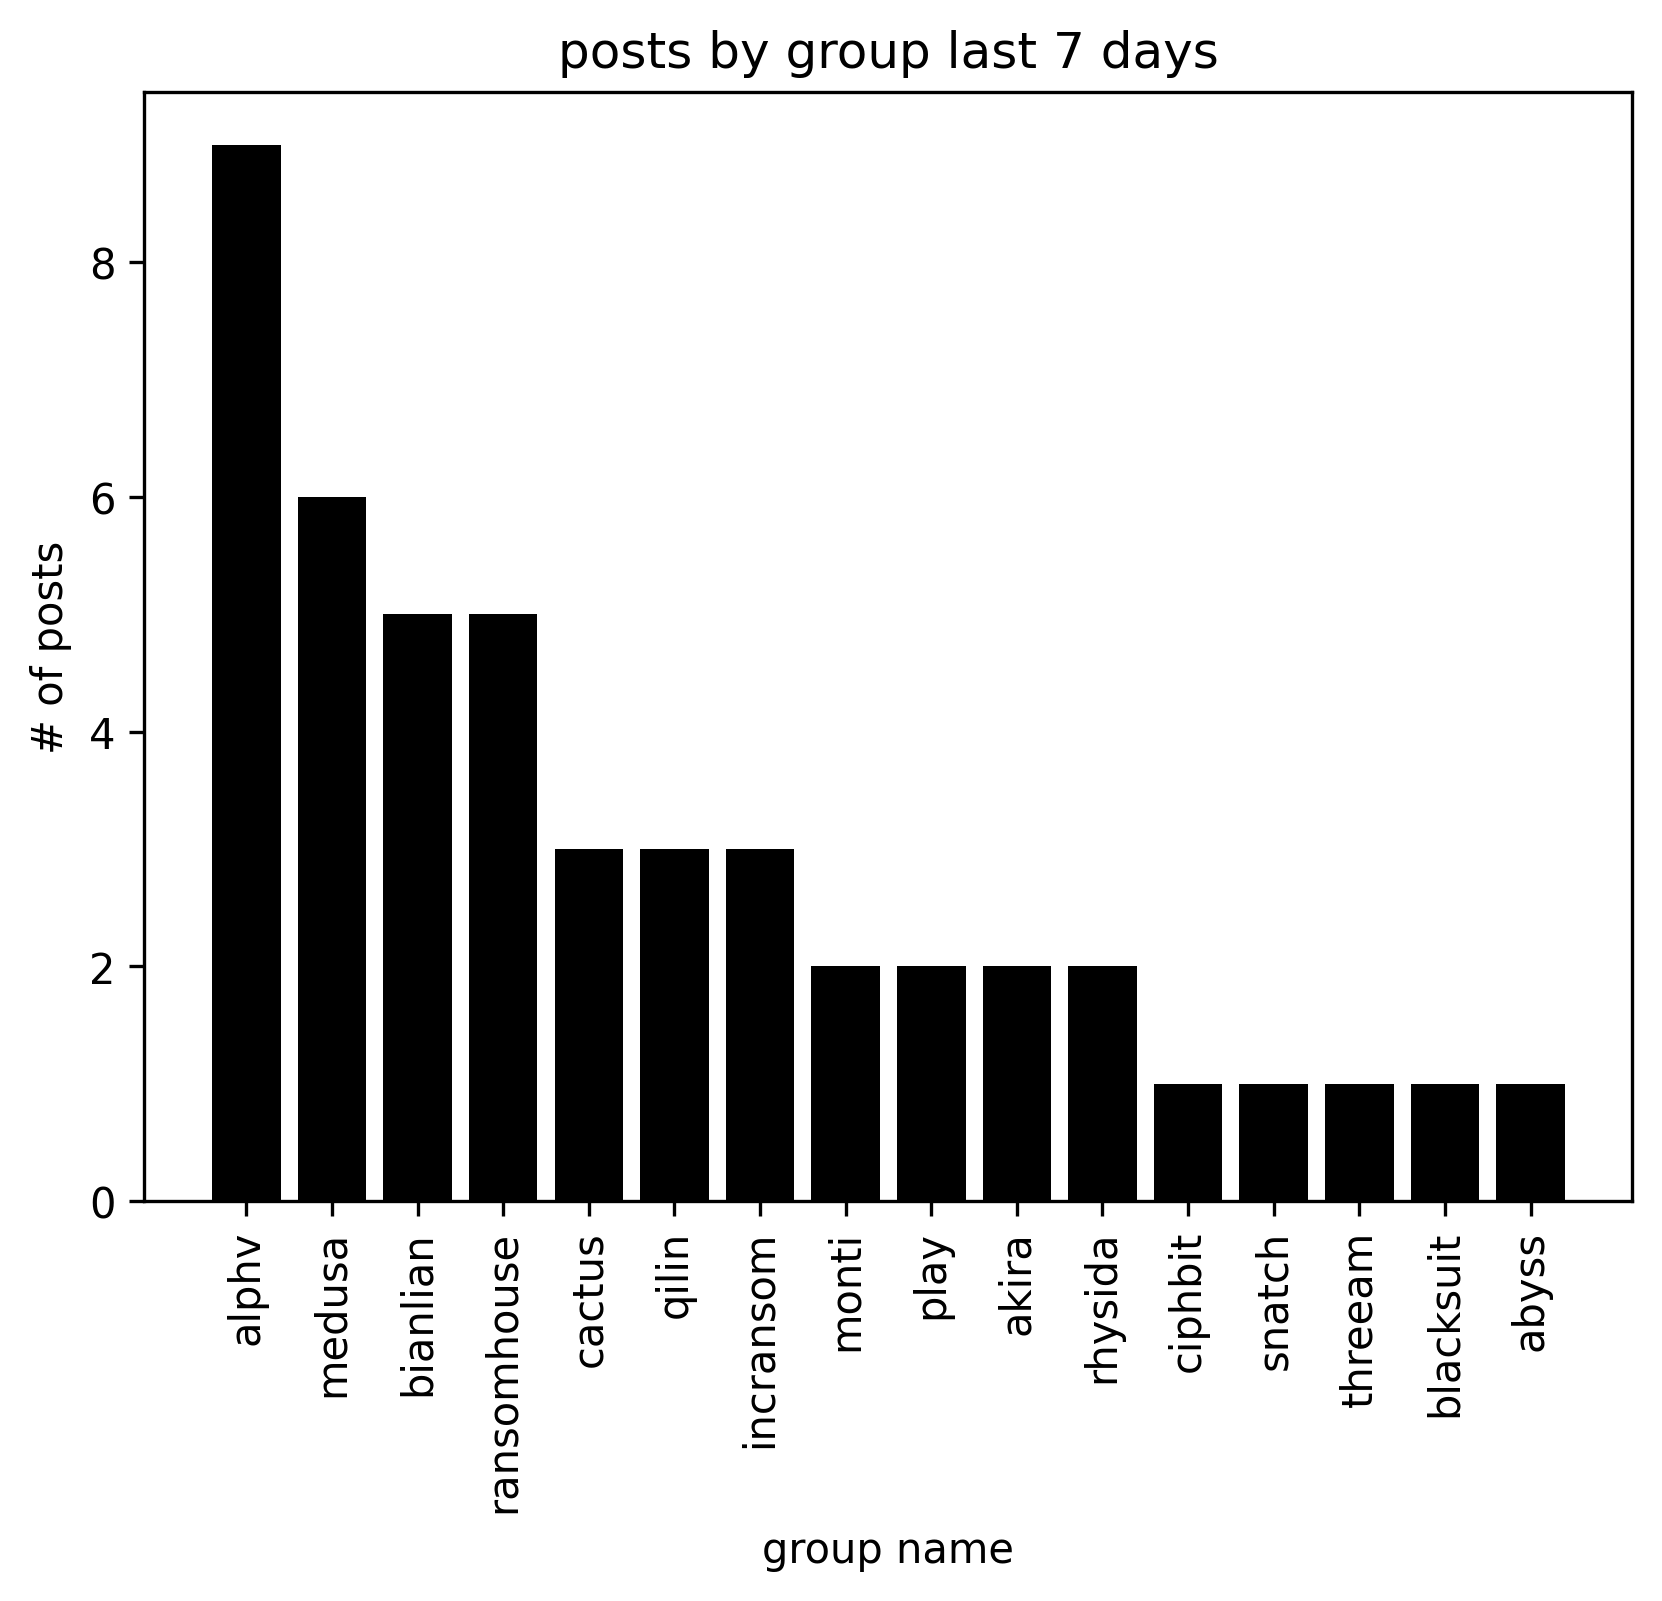 posts by group last 7 days
# of posts
8
6
4
2
0
alphv
medusa
bianlian
ransomhouse
cactus
qilin
incransom
monti
play
akira
rhysida
ciphbit
snatch
threeam
blacksuit
abyss
group name